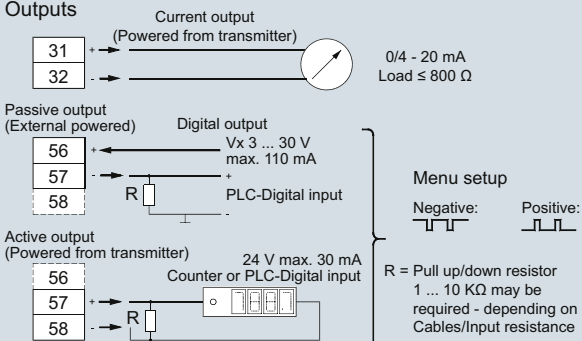 Outputs
Current output
(Powered from transmitter)
31 + -
32 - -
0/4 - 20 mA
Load ≤ 800 Ω
Passive output
(External powered)
Digital output
56 +
Vx 3 ... 30 V
max. 110 mA
57 - +
R
PLC-Digital input
58 -
Menu setup
Negative:
Positive:
Active output
(Powered from transmitter)
24 V max. 30 mA
Counter or PLC-Digital input
56
57 +
R
58 -
R = Pull up/down resistor
1 ... 10 KΩ may be
required - depending on
Cables/Input resistance